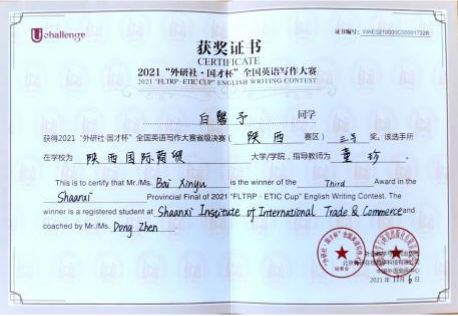 Uchallenge
获奖证书
CERTIFICATE
2021 “外研社·国才杯” 全国英语写作大赛
2021 "FLTRP·ETIC CUP" ENGLISH WRITING CONTEST
白馨予 同学
获得2021 “外研社·国才杯” 全国英语写作大赛省级决赛（ 陕西 赛区） 三等 奖。该选手所
在学校为 陕西国际商贸 大学/学院，指导教师为 董珍 。
This is to certify that Mr./Ms. Bai Xinyu is the winner of the Third Award in the
Shaanxi Provincial Final of 2021 "FLTRP·ETIC Cup" English Writing Contest. The
winner is a registered student at Shaanxi Institute of International Trade & Commerce and
coached by Mr./Ms. Dong Zhen .
2021年11月6日